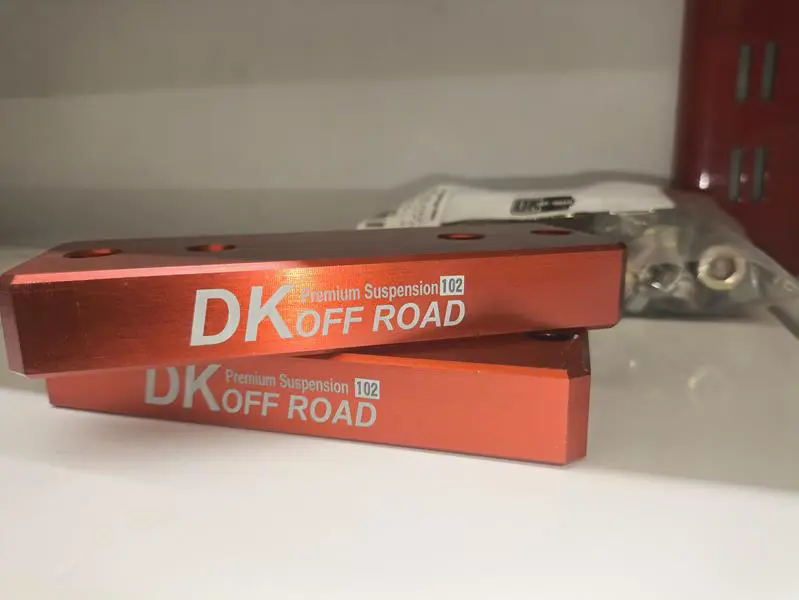 DK Premium Suspension 102
OFF ROAD
DK Premium Suspension 102
OFF ROAD